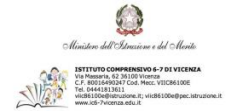 Ministero dell'Istruzione e del Merito
ISTITUTO COMPRENSIVO 6-7 DI VICENZA
Via Massaria, 62 36100 Vicenza
C.F. 80016490247 Cod. Mecc. VIIC86100E
Tel. 04441813611
viic86100e@istruzione.it; viic86100e@pec.istruzione.it
www.ic6-7vicenza.edu.it